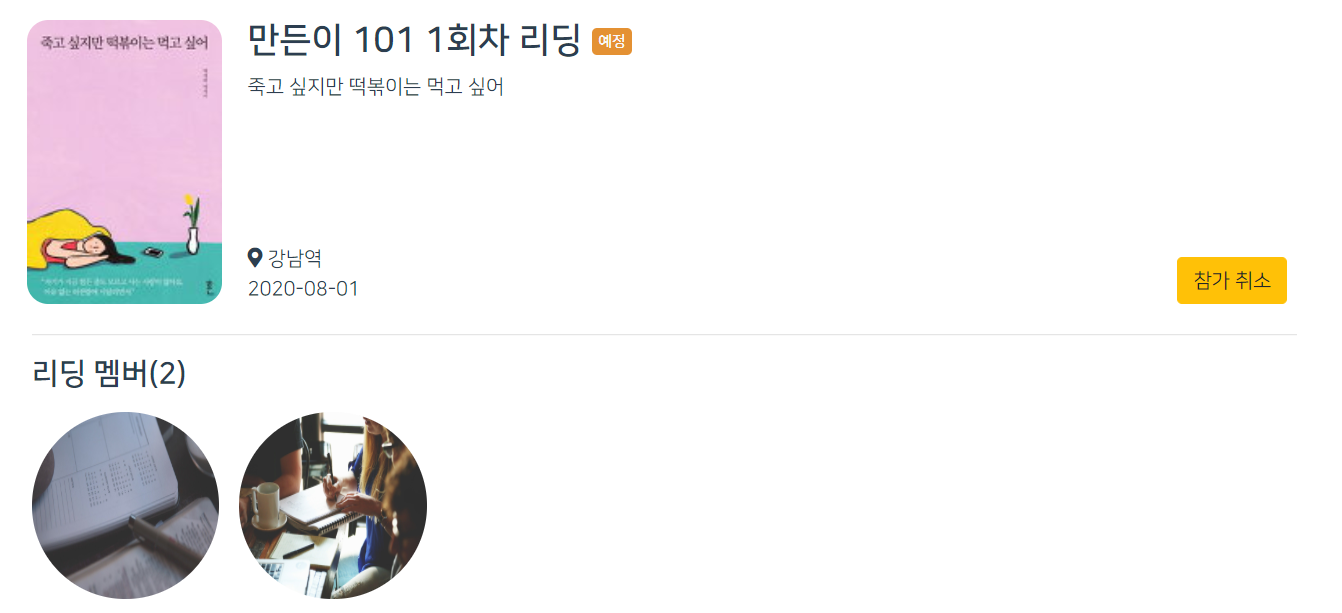 죽고 싶지만 떡볶이는 먹고 싶어
만든이 101 1회차 리딩 예정
죽고 싶지만 떡볶이는 먹고 싶어
강남역
2020-08-01
참가 취소
리딩 멤버(2)